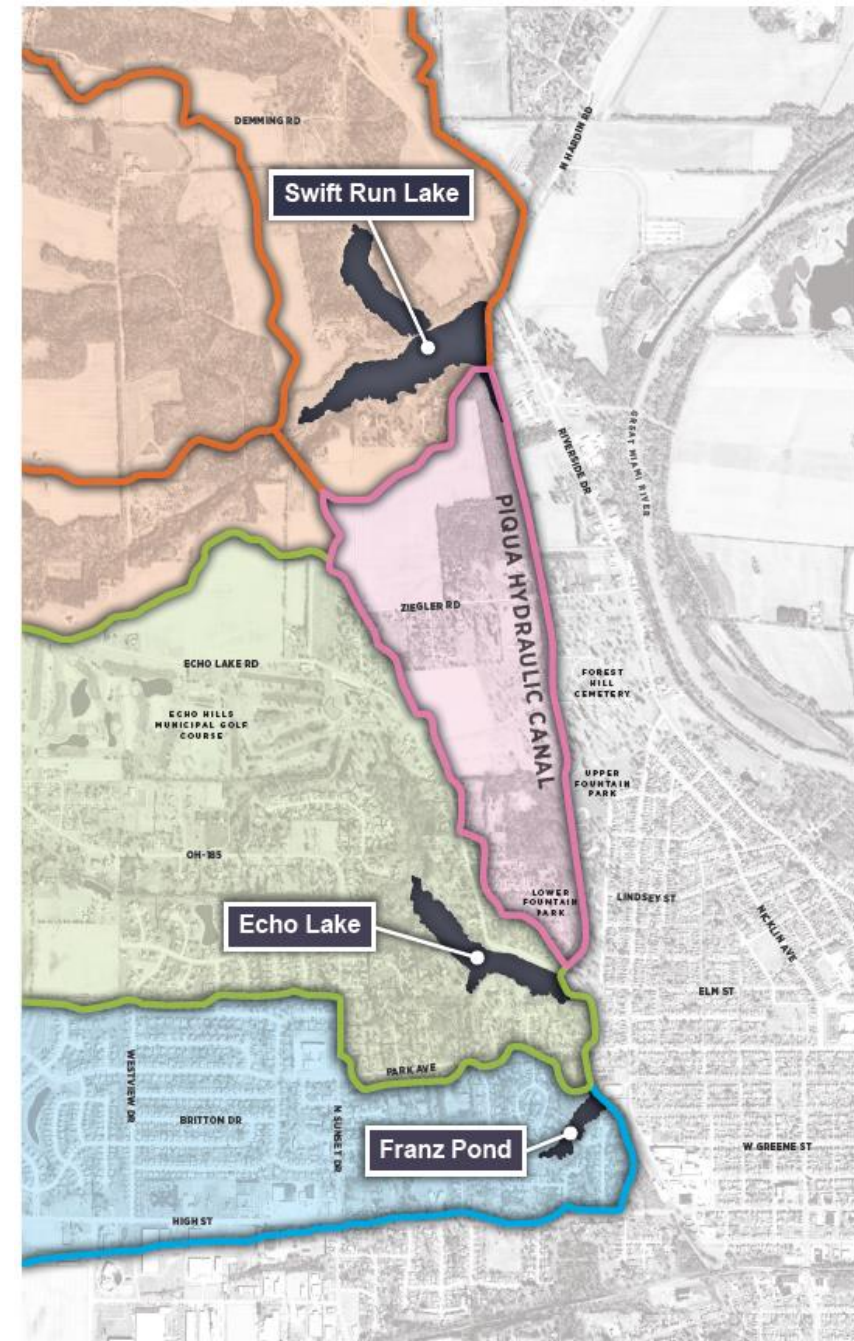 DEMMING RD
N HARDIN RD
Swift Run Lake
GREAT MIAMI RIVER
RIVERSIDE DR
PIQUA HYDRAULIC CANAL
ZIEGLER RD
ECHO LAKE RD
FOREST
HILL
CEMETERY
ECHO HILLS
MUNICIPAL GOLF
COURSE
UPPER
FOUNTAIN
PARK
OH-185
LOWER
FOUNTAIN
PARK
LINDSEY ST
NICKLIN AVE
Echo Lake
ELM ST
PARK AVE
WESTVIEW DR
BRITTON DR
N SUNSET DR
Franz Pond
W GREENE ST
HIGH ST